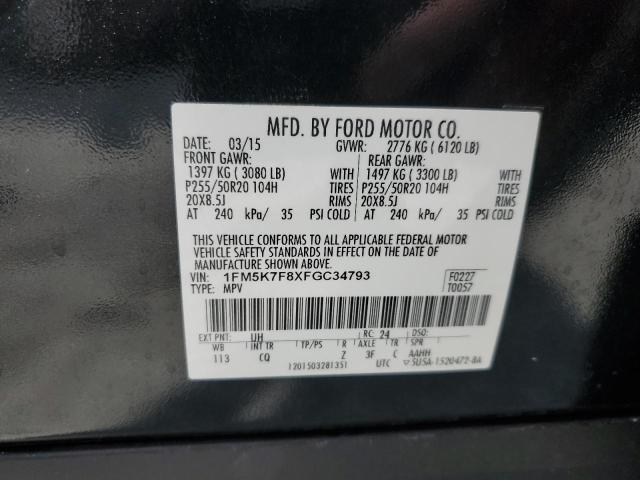 MFD. BY FORD MOTOR CO.
DATE: 03/15 GVWR: 2776 KG ( 6120 LB)
FRONT GAWR: REAR GAWR:
1397 KG ( 3080 LB) WITH 1497 KG ( 3300 LB) WITH
P255/50R20 104H TIRES P255/50R20 104H TIRES
20X8.5J RIMS 20X8.5J RIMS
AT 240 kPa/ 35 PSI COLD AT 240 kPa/ 35 PSI COLD
THIS VEHICLE CONFORMS TO ALL APPLICABLE FEDERAL MOTOR
VEHICLE SAFETY STANDARDS IN EFFECT ON THE DATE OF
MANUFACTURE SHOWN ABOVE.
VIN: 1FM5K7F8XFGC34793 F0227
TYPE: MPV T0057
EXT PNT: UH RC: 24 DSO:
WB INT TR TP/PS R AXLE TR SPR
113 CQ Z 3F C AAHH
1201503281351 UTC 5U5A-1520472-BA